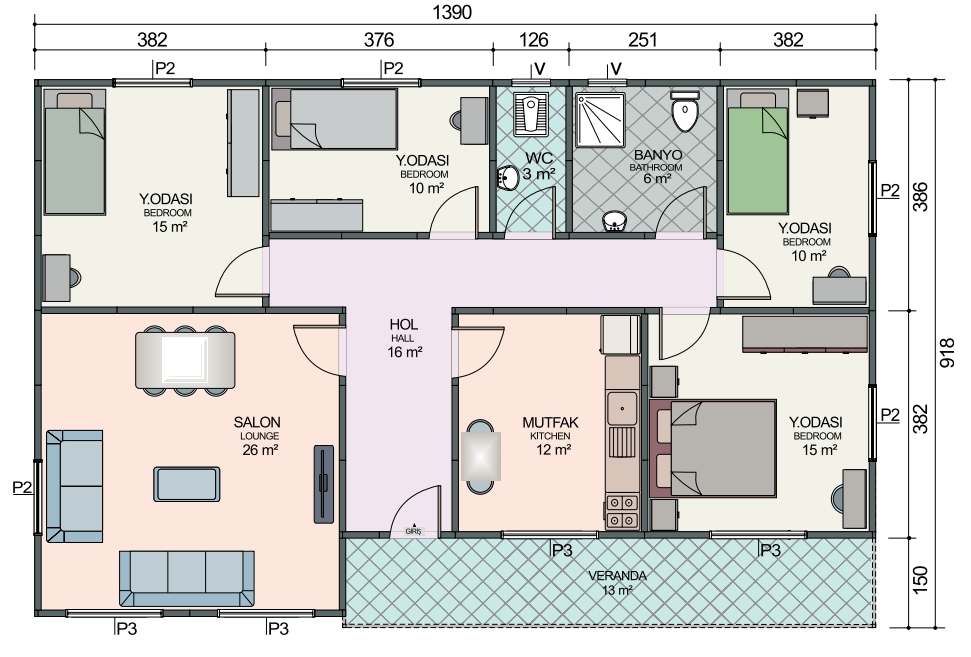 1390
382
376
126
251
382
P2
P2
V
V
Y.ODASI
BEDROOM
15 m²
Y.ODASI
BEDROOM
10 m²
WC
3 m²
BANYO
BATHROOM
6 m²
Y.ODASI
BEDROOM
10 m²
P2
386
HOL
HALL
16 m²
SALON
LOUNGE
26 m²
MUTFAK
KITCHEN
12 m²
Y.ODASI
BEDROOM
15 m²
P2
382
918
P2
GİRİŞ
P3
P3
VERANDA
13 m²
150
P3
P3